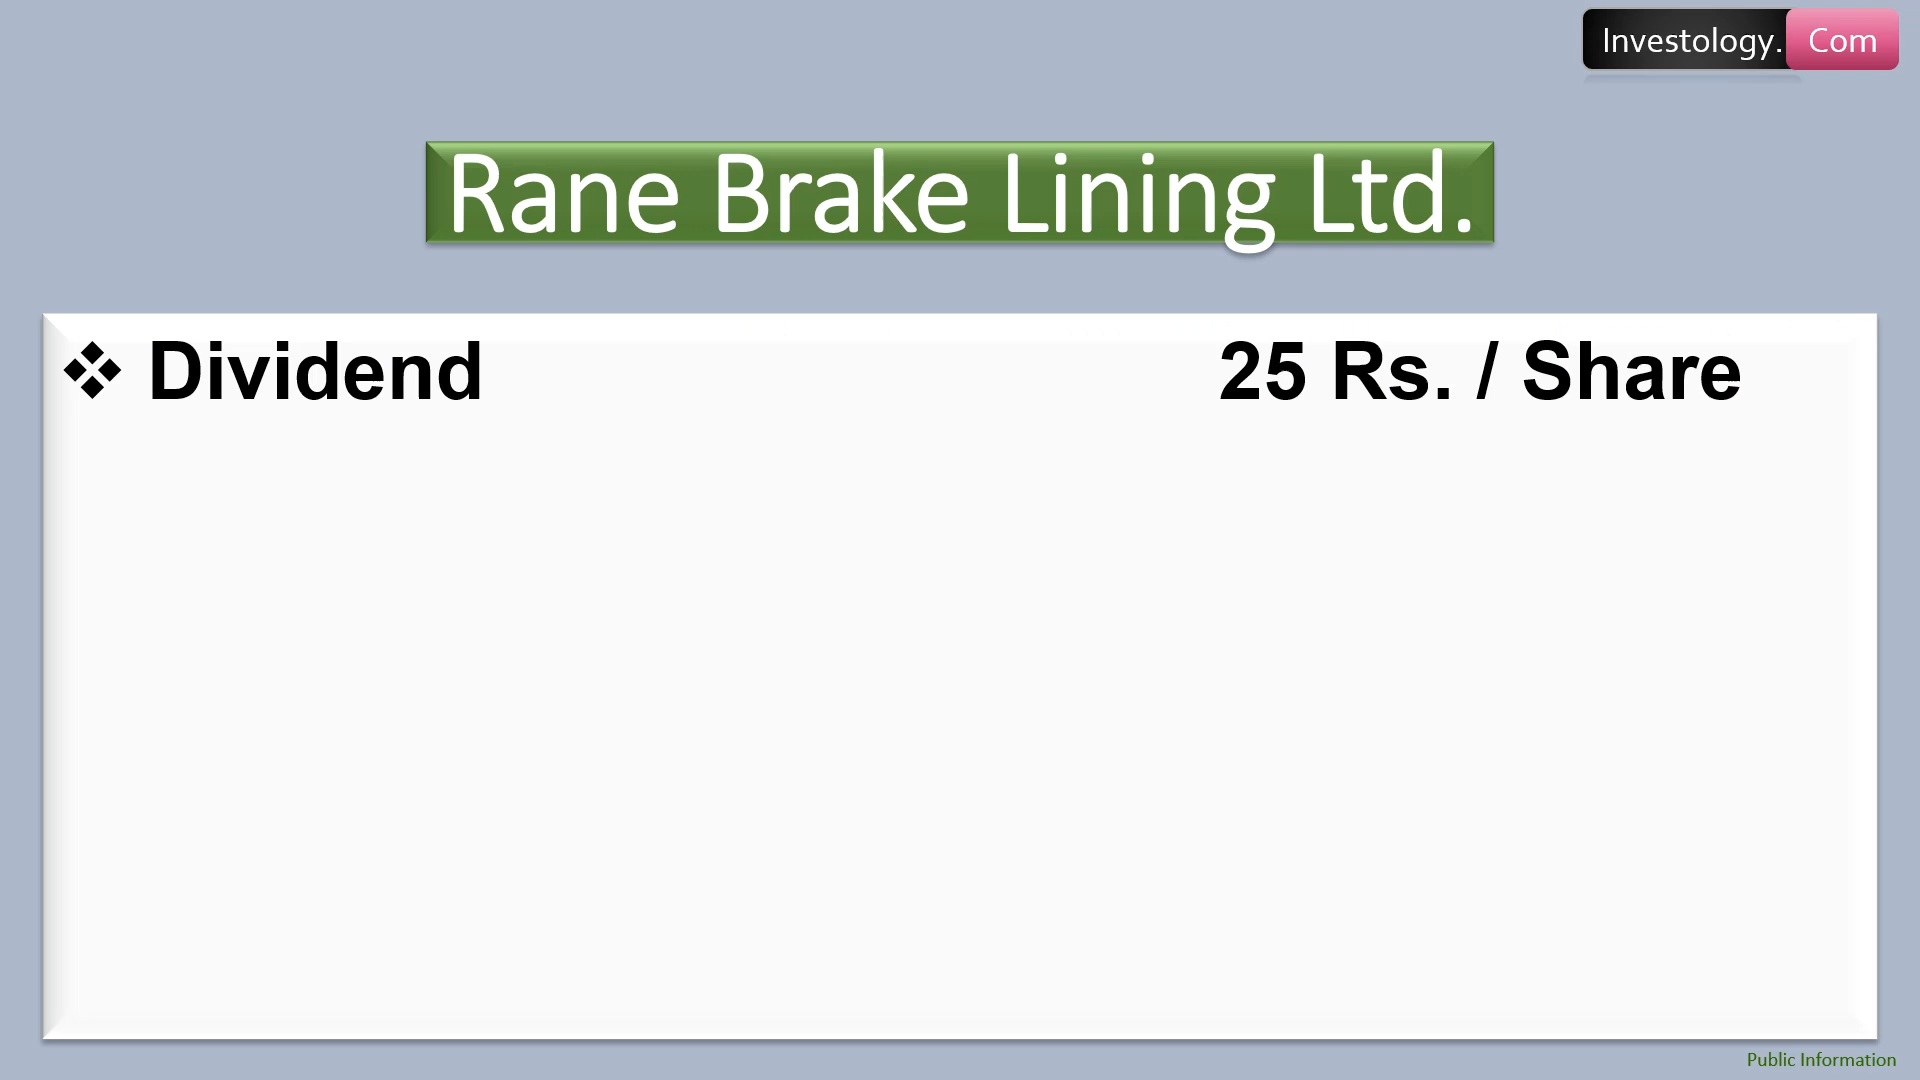 Investology. Com
Rane Brake Lining Ltd.
❖ Dividend 25 Rs. / Share
Public Information